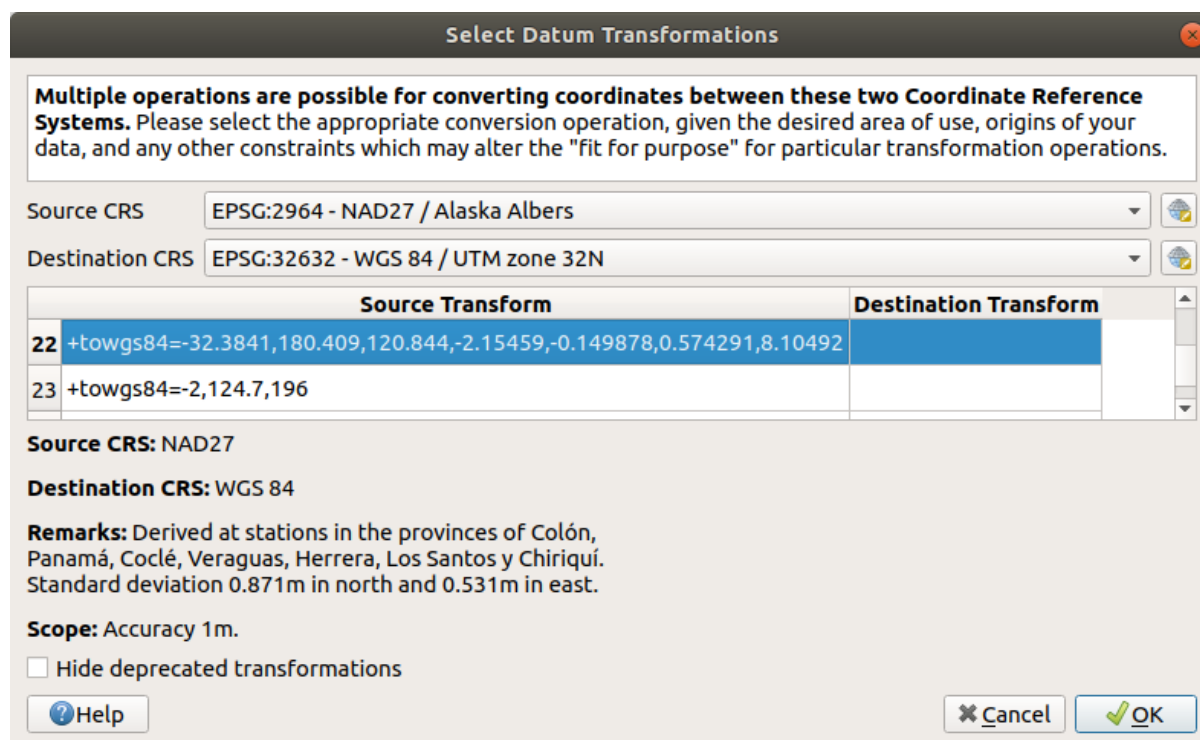 Select Datum Transformations
Multiple operations are possible for converting coordinates between these two Coordinate Reference
Systems. Please select the appropriate conversion operation, given the desired area of use, origins of your
data, and any other constraints which may alter the "fit for purpose" for particular transformation operations.
Source CRS EPSG:2964 - NAD27 / Alaska Albers
Destination CRS EPSG:32632 - WGS 84 / UTM zone 32N
Source Transform Destination Transform
22 +towgs84=-32.3841,180.409,120.844,-2.15459,-0.149878,0.574291,8.10492
23 +towgs84=-2,124.7,196
Source CRS: NAD27
Destination CRS: WGS 84
Remarks: Derived at stations in the provinces of Colón,
Panamá, Coclé, Veraguas, Herrera, Los Santos y Chiriquí.
Standard deviation 0.871m in north and 0.531m in east.
Scope: Accuracy 1m.
Hide deprecated transformations
Help Cancel OK